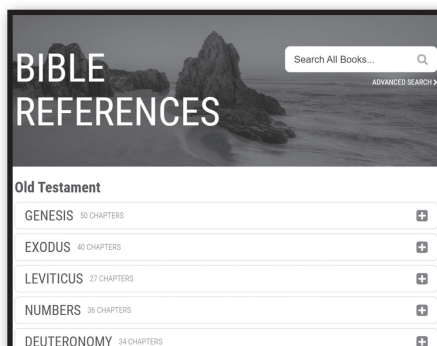 BIBLE
REFERENCES
Search All Books...
ADVANCED SEARCH >
Old Testament
GENESIS 50 CHAPTERS
EXODUS 40 CHAPTERS
LEVITICUS 27 CHAPTERS
NUMBERS 36 CHAPTERS
DEUTERONOMY 34 CHAPTERS